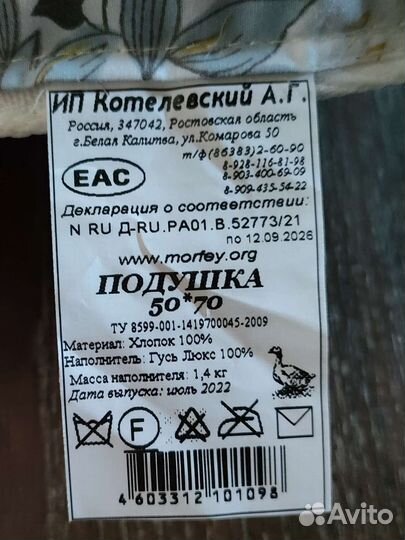 ИП Котелевский А.Г.
Россия, 347042, Ростовская область
г.Белая Калитва, ул.Комарова 50
т/ф(86383)2-60-90
8-928-116-81-98
8-903-400-69-09
8-909-435-54-22
EAC
Декларация о соответствии:
N RU Д-RU.РА01.В.52773/21
по 12.09.2026
www.morfey.org
ПОДУШКА
50*70
ТУ 8599-001-1419700045-2009
Материал: Хлопок 100%
Наполнитель: Гусь Люкс 100%
Масса наполнителя: 1,4 кг
Дата выпуска: июль 2022
F
4 603312 101098
Avito